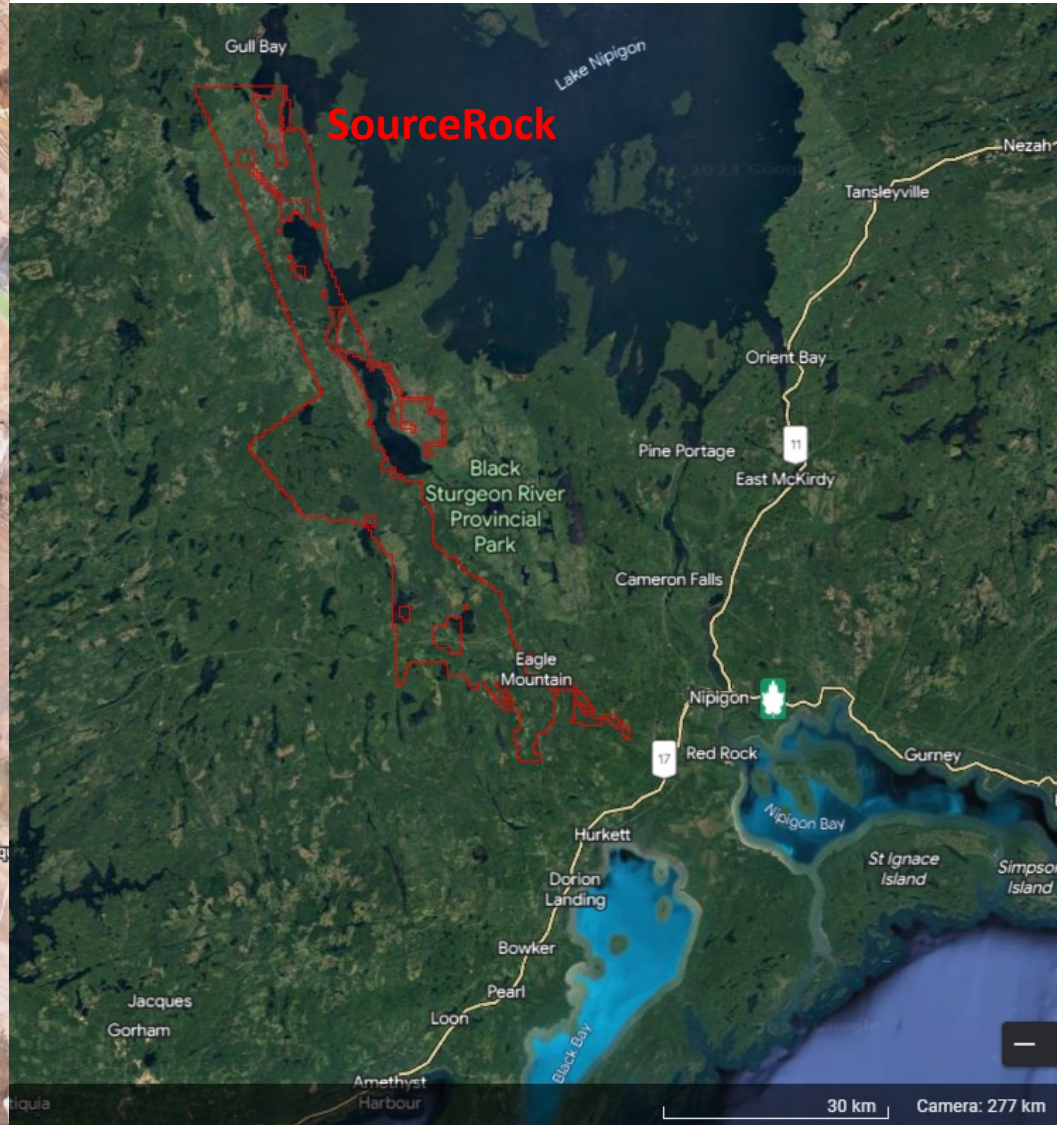 Gull Bay
Lake Nipigon
SourceRock
Nezah
Tansleyville
Orient Bay
11
Pine Portage
East McKirdy
Black
Sturgeon River
Provincial
Park
Cameron Falls
Eagle
Mountain
Nipigon
17
Red Rock
Gurney
Nipigon Bay
Hurkett
St Ignace
Island
Simpson
Island
Dorion
Landing
Bowker
Pearl
Jacques
Loon
Gorham
Black Bay
Amethyst
Harbour
tiquia
30 km
Camera: 277 km